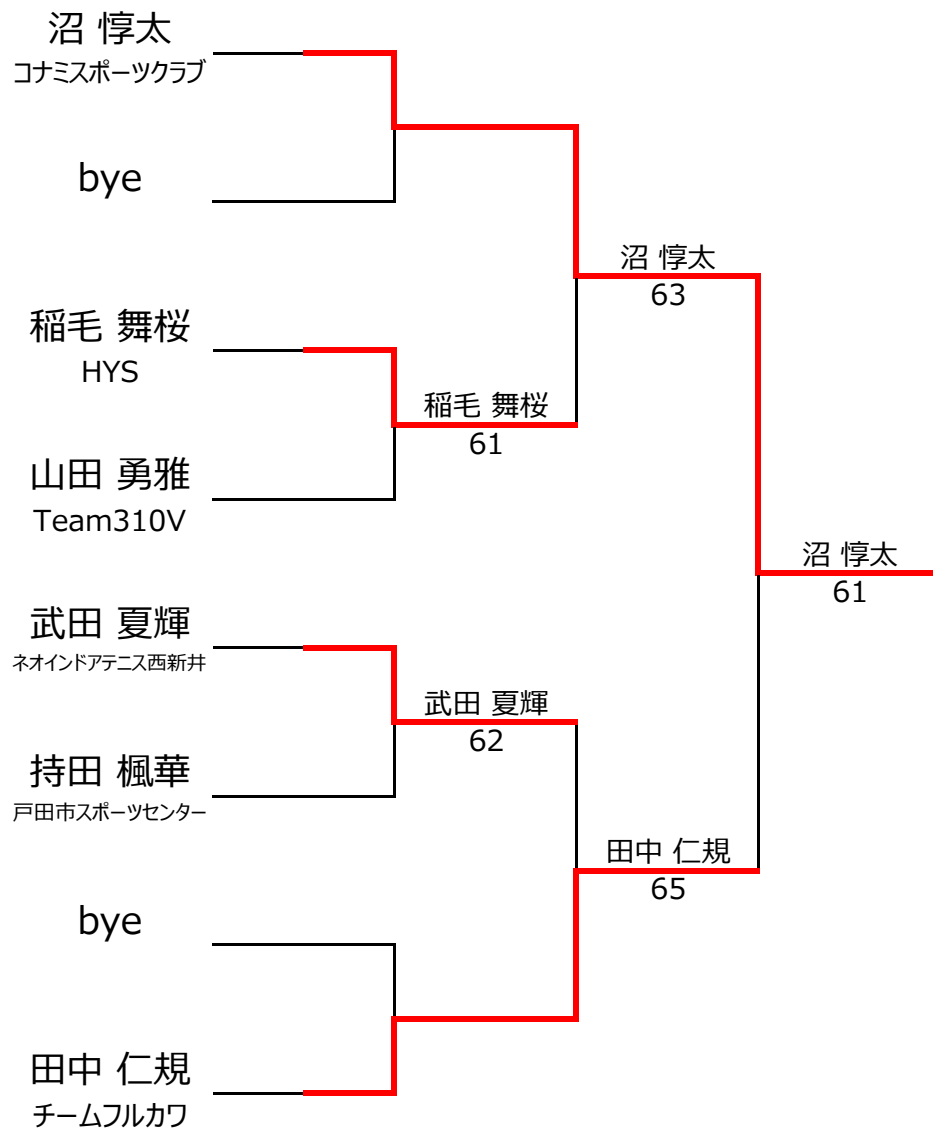 沼 惇太
コナミスポーツクラブ
bye
稲毛 舞桜
HYS
山田 勇雅
Team310V
武田 夏輝
ネオインドアテニス西新井
持田 楓華
戸田市スポーツセンター
bye
田中 仁規
チームフルカワ
稲毛 舞桜
61
武田 夏輝
62
沼 惇太
63
田中 仁規
65
沼 惇太
61